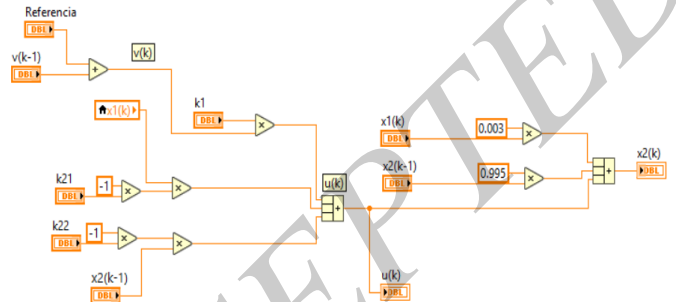 Referencia
DBL
v(k-1)
DBL
+
v(k)
x1(k)
k1
DBL
x
k21
DBL
-1
x
x
k22
DBL
-1
x
x
x2(k-1)
DBL
u(k)
+
u(k)
DBL
x1(k)
DBL
0.003
x
x2(k-1)
DBL
0.995
x
+
x2(k)
DBL
EPTED